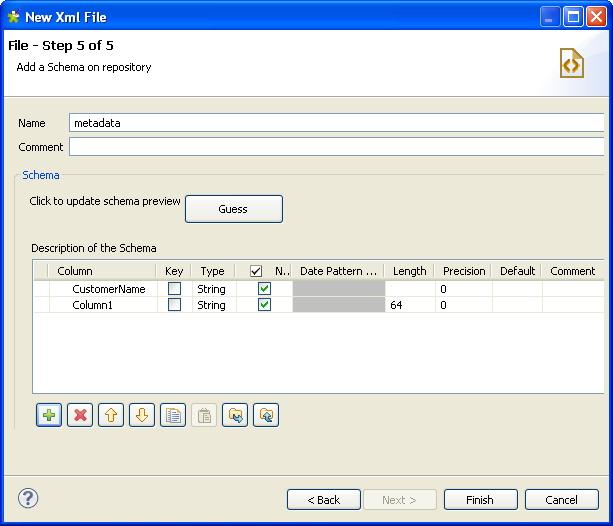 New Xml File
File - Step 5 of 5
Add a Schema on repository
Name metadata
Comment
Schema
Click to update schema preview Guess
Description of the Schema
Column Key Type N.. Date Pattern ... Length Precision Default Comment
CustomerName String 0
Column1 String 64 0
? < Back Next > Finish Cancel